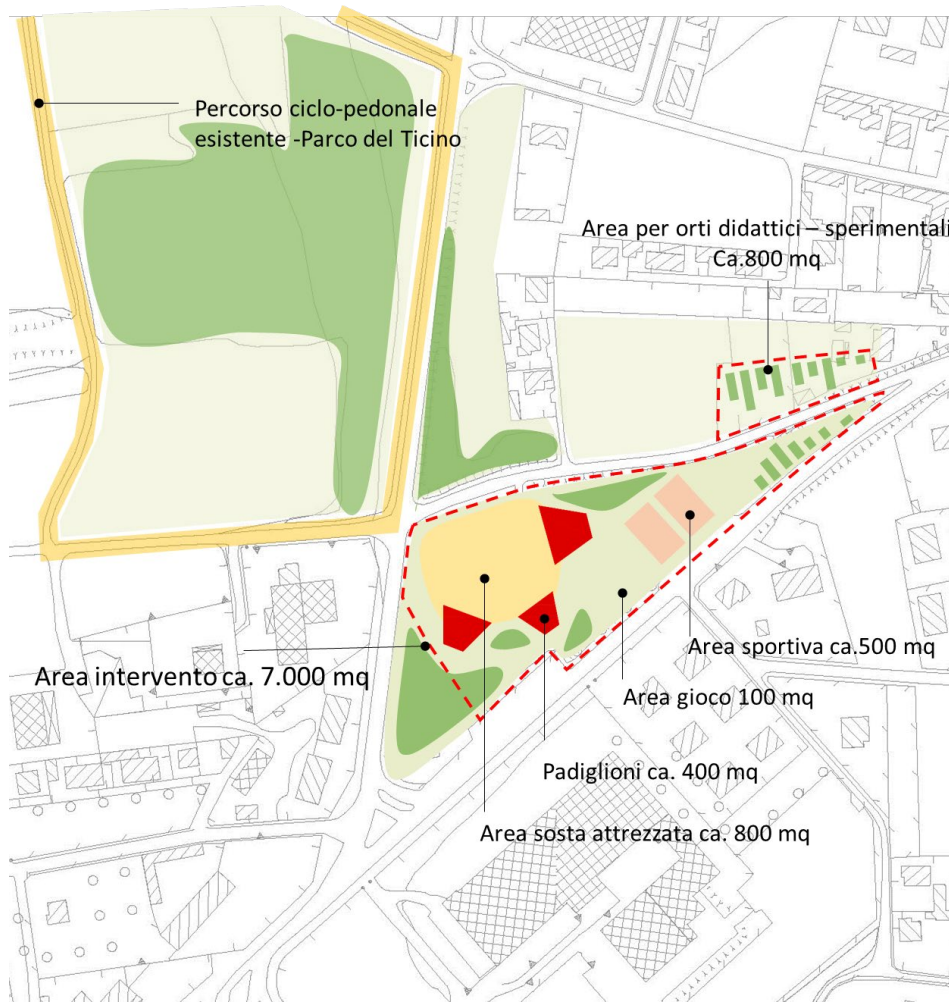 Percorso ciclo-pedonale
esistente -Parco del Ticino
Area per orti didattici – sperimentali
Ca.800 mq
Area sportiva ca.500 mq
Area intervento ca. 7.000 mq
Area gioco 100 mq
Padiglioni ca. 400 mq
Area sosta attrezzata ca. 800 mq